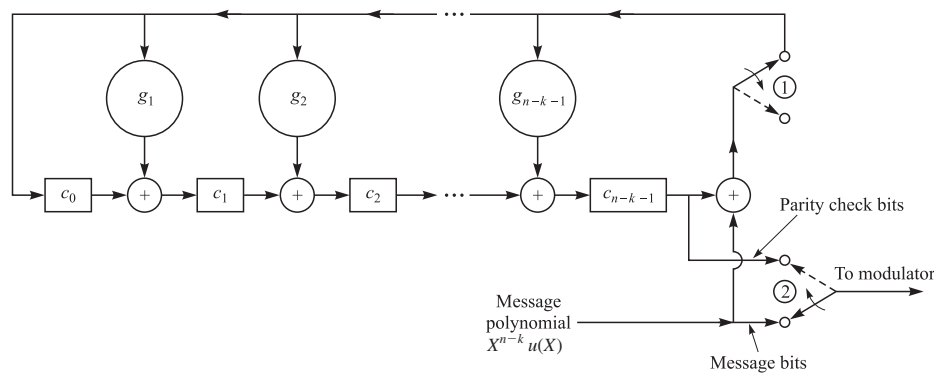 ...
g₁
g₂
gₙ₋ₖ₋₁
①
c₀
+
c₁
+
c₂
...
+
cₙ₋ₖ₋₁
+
Parity check bits
To modulator
②
Message
polynomial
Xⁿ⁻ᵏ u(X)
Message bits